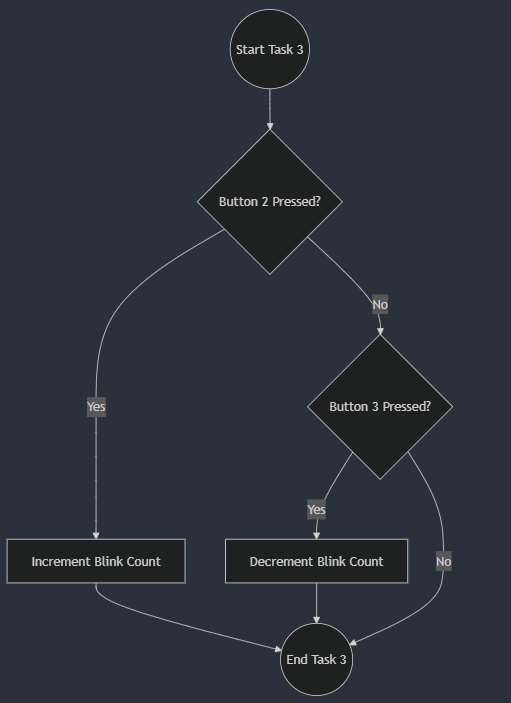 Start Task 3
Button 2 Pressed?
No
Yes
Button 3 Pressed?
Yes
Increment Blink Count
Decrement Blink Count
No
End Task 3